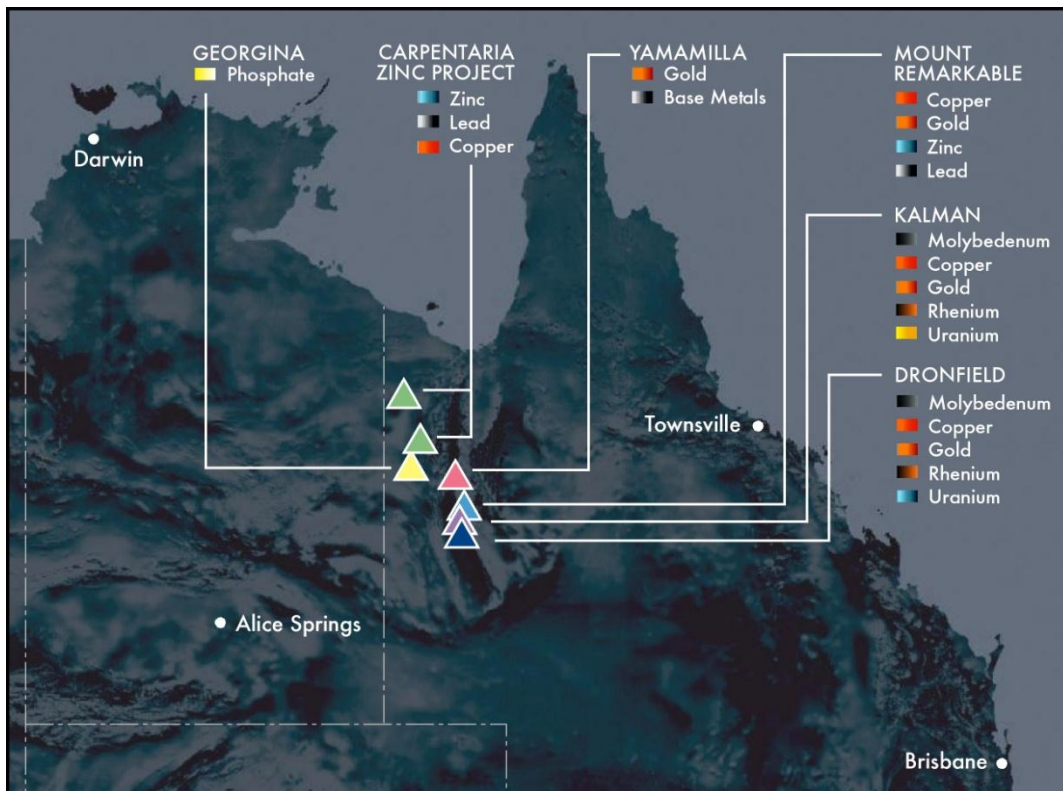 GEORGINA
Phosphate
CARPENTARIA
ZINC PROJECT
Zinc
Lead
Copper
YAMAMILLA
Gold
Base Metals
MOUNT
REMARKABLE
Copper
Gold
Zinc
Lead
KALMAN
Molybedenum
Copper
Gold
Rhenium
Uranium
DRONFIELD
Molybedenum
Copper
Gold
Rhenium
Uranium
Darwin
Townsville
Alice Springs
Brisbane